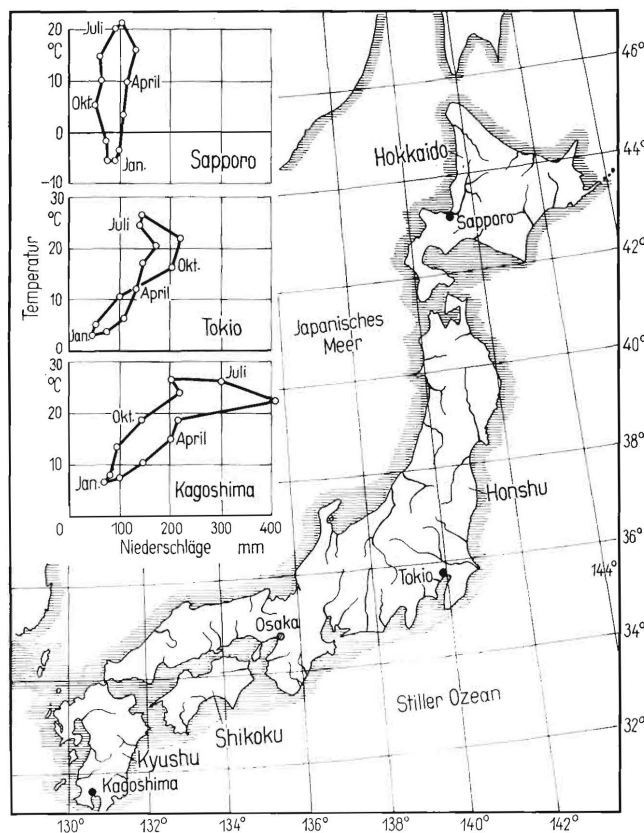 20
°C
10
0
–10
Juli
Okt.
April
Jan.
Sapporo
30
°C
20
10
0
Juli
Okt.
April
Jan.
Tokio
Temperatur
30
°C
20
10
Juli
Okt.
April
Jan.
Kagoshima
0 100 200 300 400
Niederschläge mm
46°
44°
42°
40°
38°
36°
144°
34°
32°
Hokkaido
Sapporo
Japanisches
Meer
Honshu
Tokio
Osaka
Stiller Ozean
Shikoku
Kyushu
Kagoshima
130° 132° 134° 136° 138° 140° 142°